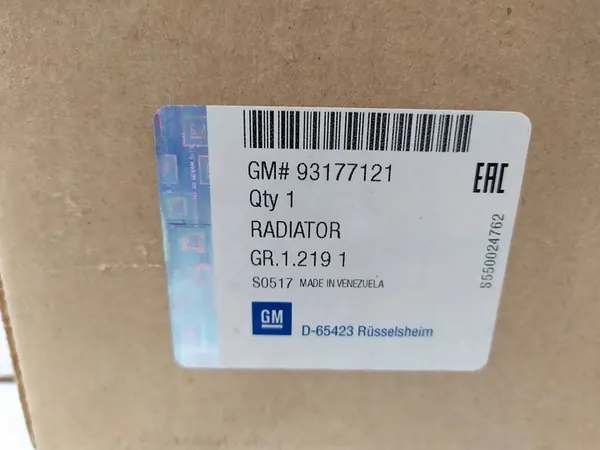 GM# 93177121
Qty 1
RADIATOR
GR.1.219 1
S0517 MADE IN VENEZUELA
GM
D-65423 Rüsselsheim
EAC
S550024762